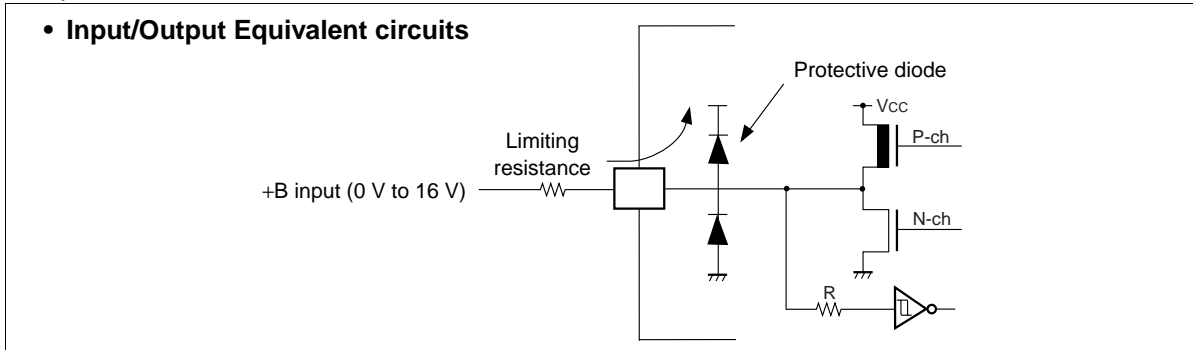 • Input/Output Equivalent circuits
Protective diode
Vcc
P-ch
Limiting
resistance
+B input (0 V to 16 V)
N-ch
R